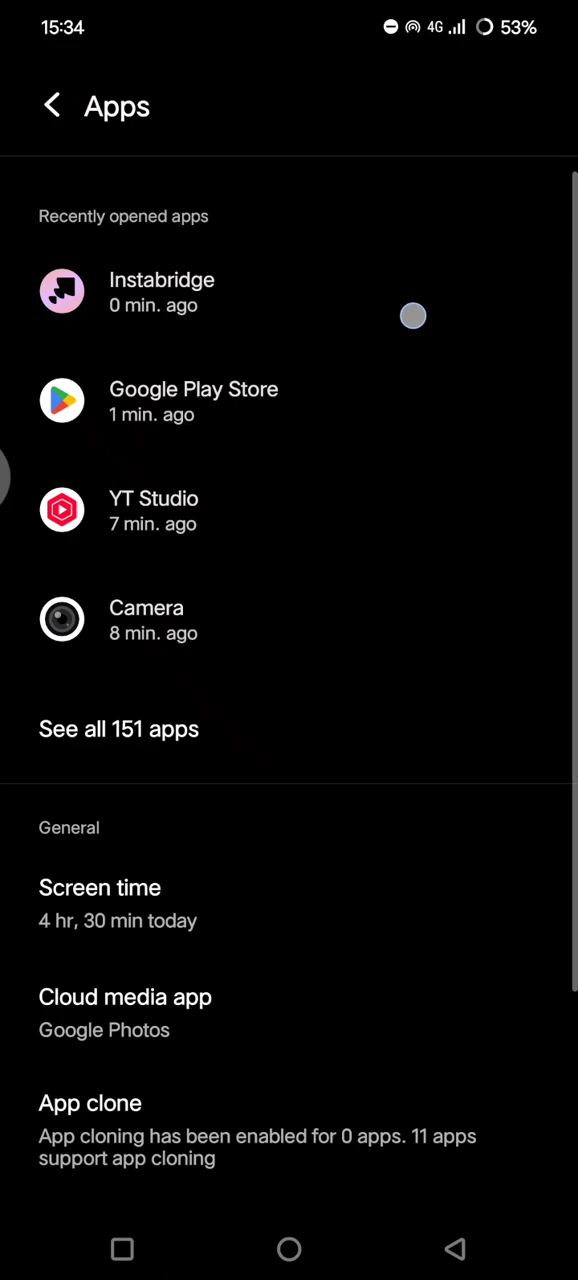 15:34
4G
53%
Apps
Recently opened apps
Instabridge
0 min. ago
Google Play Store
1 min. ago
YT Studio
7 min. ago
Camera
8 min. ago
See all 151 apps
General
Screen time
4 hr, 30 min today
Cloud media app
Google Photos
App clone
App cloning has been enabled for 0 apps. 11 apps
support app cloning